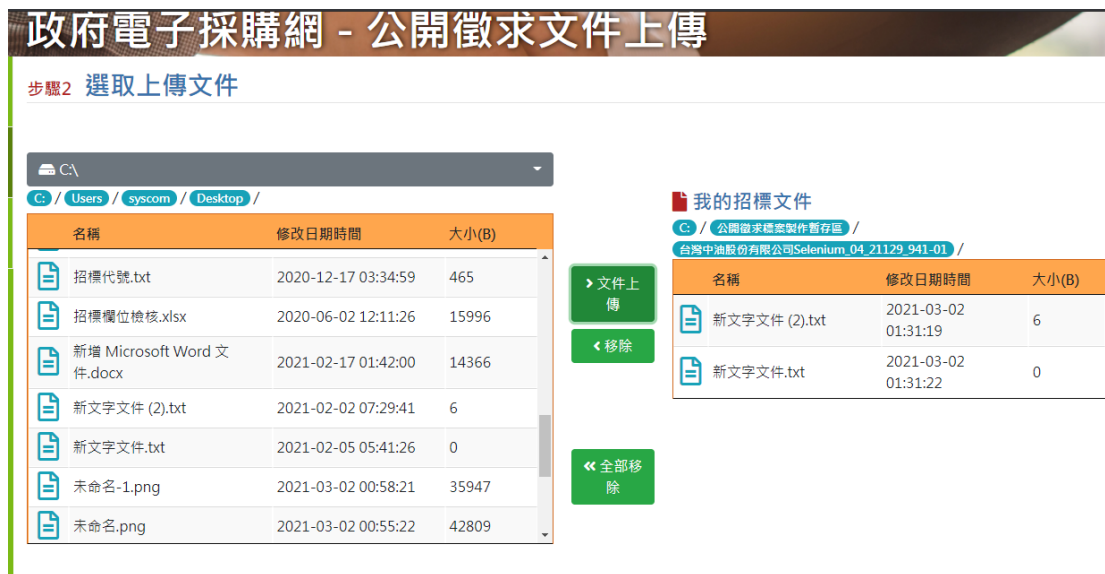 政府電子採購網 - 公開徵求文件上傳
步驟2 選取上傳文件
C:\
C: / Users / syscom / Desktop /
名稱 修改日期時間 大小(B)
招標代號.txt 2020-12-17 03:34:59 465
招標欄位檢核.xlsx 2020-06-02 12:11:26 15996
新增 Microsoft Word 文
件.docx 2021-02-17 01:42:00 14366
新文字文件 (2).txt 2021-02-02 07:29:41 6
新文字文件.txt 2021-02-05 05:41:26 0
未命名-1.png 2021-03-02 00:58:21 35947
未命名.png 2021-03-02 00:55:22 42809
文件上
傳
移除
全部移
除
我的招標文件
C: / 公開徵求標案製作暫存區 /
台灣中油股份有限公司Selenium_04_21129_941-01 /
名稱 修改日期時間 大小(B)
新文字文件 (2).txt 2021-03-02 6
01:31:19
新文字文件.txt 2021-03-02 0
01:31:22